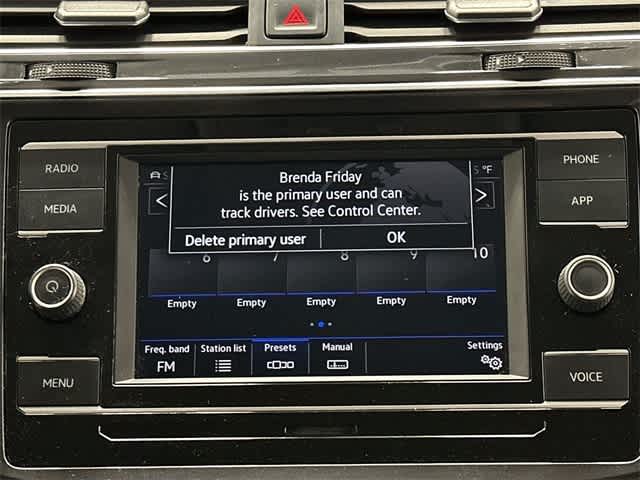 RADIO
MEDIA
MENU
PHONE
APP
VOICE
S °F
Brenda Friday
is the primary user and can
track drivers. See Control Center.
Delete primary user OK
< >
6 7 8 9 10
Empty Empty Empty Empty Empty
Freq. band Station list Presets Manual Settings
FM